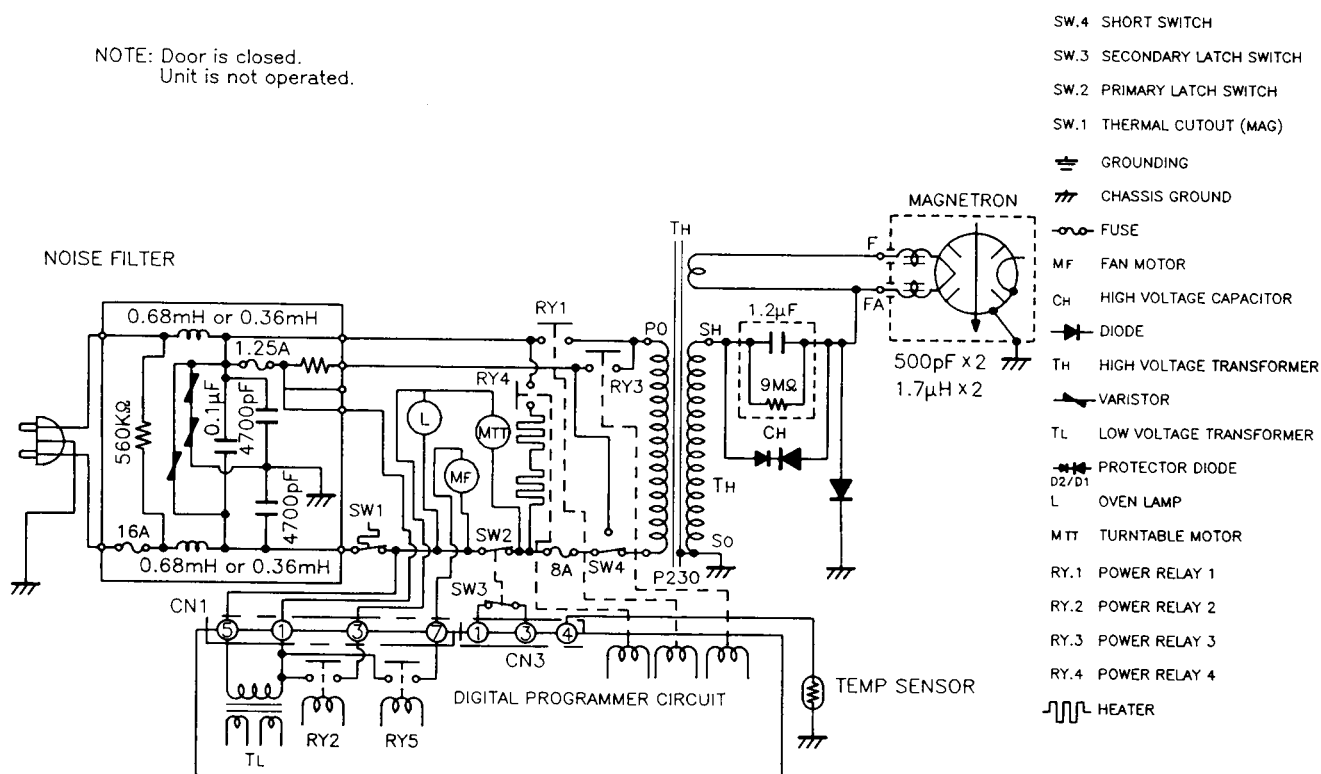 NOTE: Door is closed.
Unit is not operated.
SW.4 SHORT SWITCH
SW.3 SECONDARY LATCH SWITCH
SW.2 PRIMARY LATCH SWITCH
SW.1 THERMAL CUTOUT (MAG)
GROUNDING
CHASSIS GROUND
FUSE
MF FAN MOTOR
CH HIGH VOLTAGE CAPACITOR
DIODE
TH HIGH VOLTAGE TRANSFORMER
VARISTOR
TL LOW VOLTAGE TRANSFORMER
PROTECTOR DIODE
D2/D1
L OVEN LAMP
MTT TURNTABLE MOTOR
RY.1 POWER RELAY 1
RY.2 POWER RELAY 2
RY.3 POWER RELAY 3
RY.4 POWER RELAY 4
HEATER
MAGNETRON
F
FA
500pF × 2
1.7μH × 2
NOISE FILTER
0.68mH or 0.36mH
1.25A
560KΩ
0.1μF
4700pF
4700pF
16A
0.68mH or 0.36mH
SW1
L
MF
MTT
RY4
RY1
RY3
SW2
8A
SW4
TH
PO
P230
SH
TH
SO
1.2μF
9MΩ
CH
CN1
5
1
3
7
SW3
1
3
4
CN3
DIGITAL PROGRAMMER CIRCUIT
TEMP SENSOR
TL
RY2
RY5